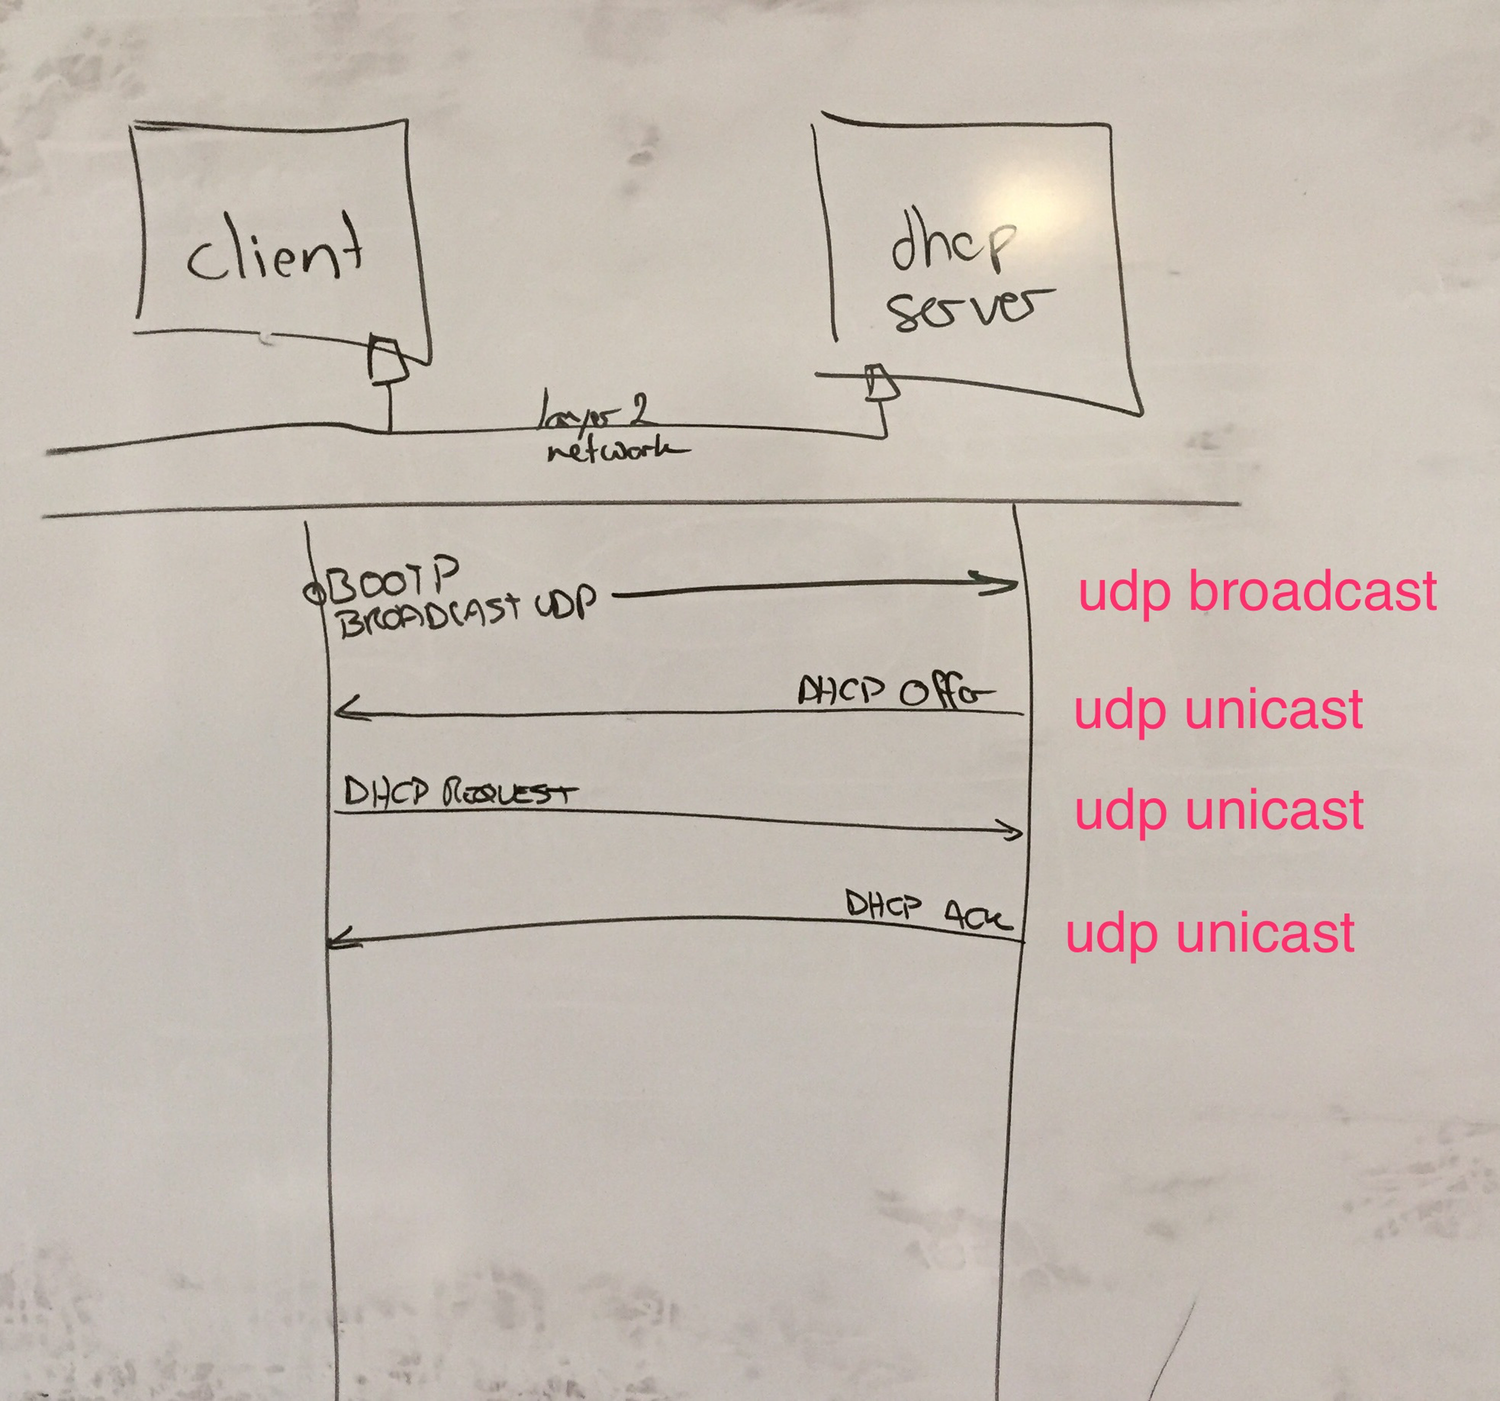 client
dhcp
server
layer 2
network
BOOTP
BROADCAST UDP
udp broadcast
DHCP Offer
udp unicast
DHCP REQUEST
udp unicast
DHCP Ack
udp unicast